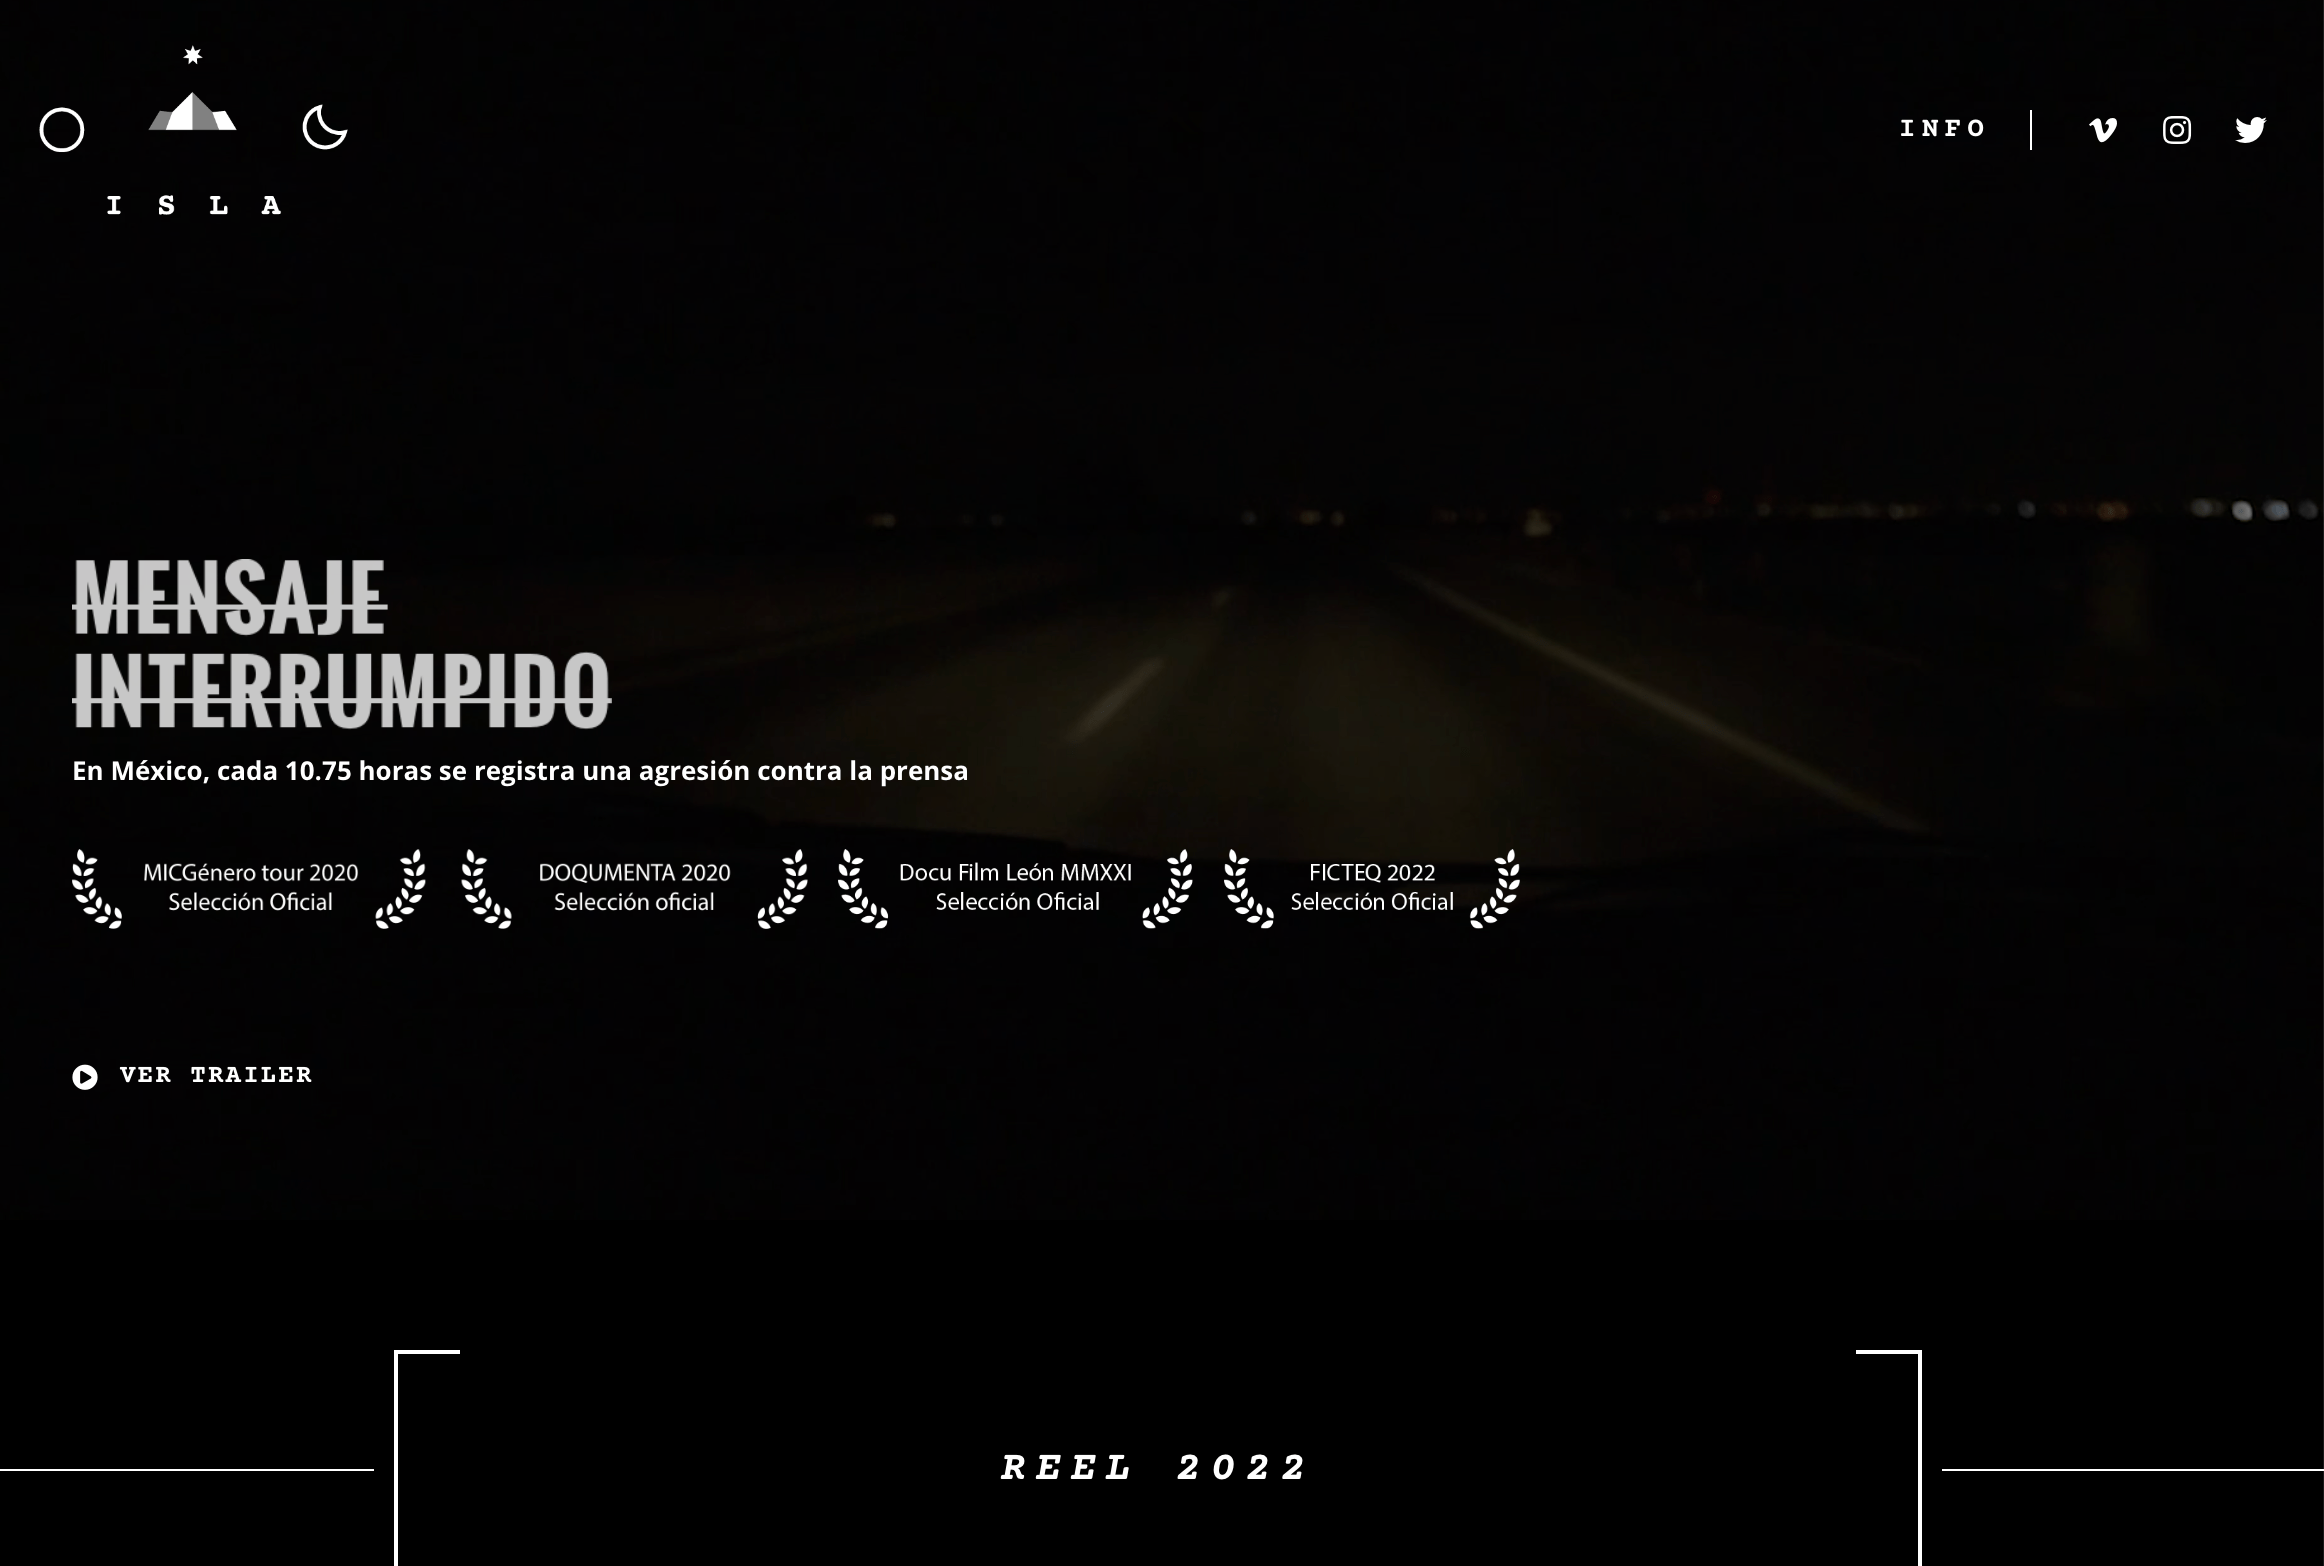 ISLA
INFO
MENSAJE
INTERRUMPIDO
En México, cada 10.75 horas se registra una agresión contra la prensa
MICGénero tour 2020
Selección Oficial
DOQUMENTA 2020
Selección oficial
Docu Film León MMXXI
Selección Oficial
FICTEQ 2022
Selección Oficial
VER TRAILER
REEL 2022